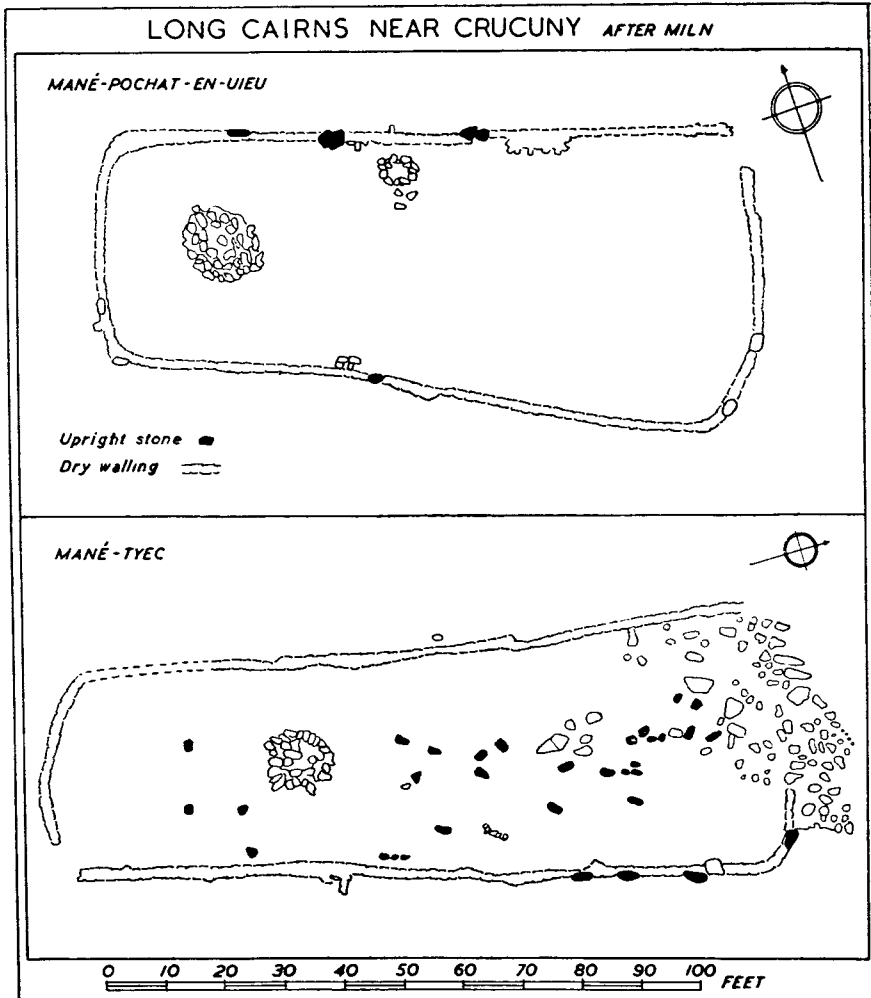 LONG CAIRNS NEAR CRUCUNY AFTER MILN
MANÉ-POCHAT-EN-UIEU
Upright stone
Dry walling
MANÉ-TYEC
0 10 20 30 40 50 60 70 80 90 100 FEET